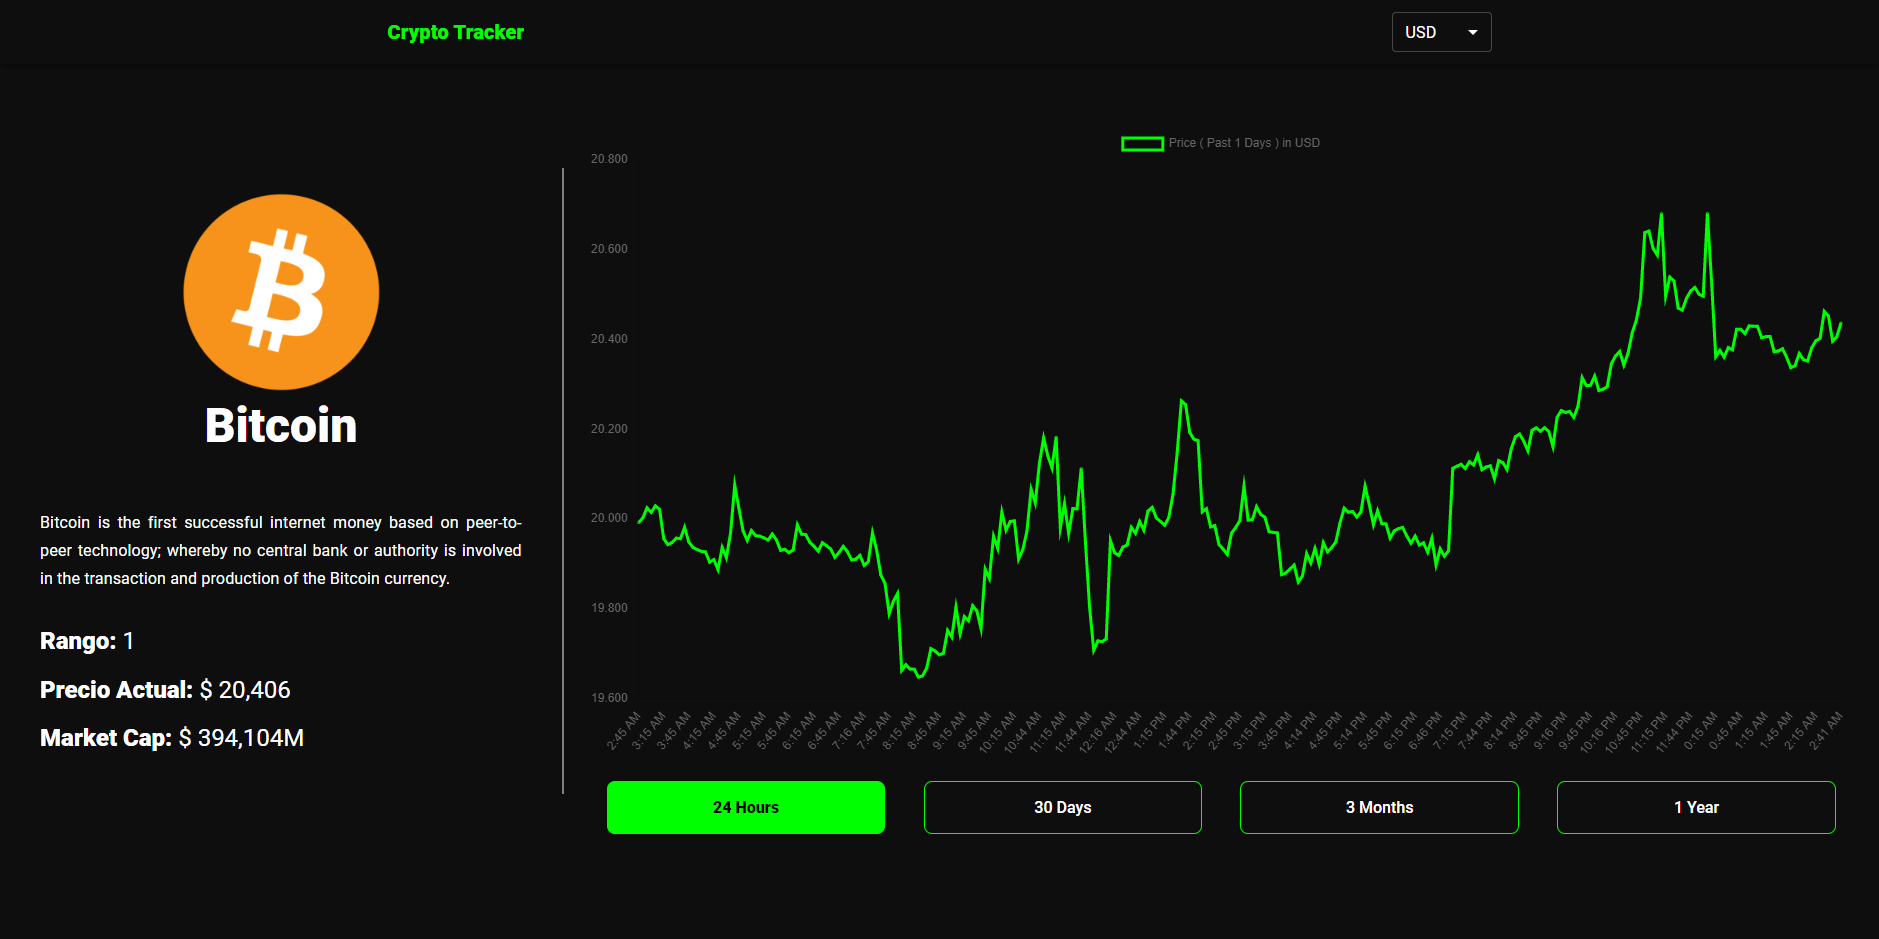 Crypto Tracker
USD
Bitcoin
Bitcoin is the first successful internet money based on peer-to-
peer technology; whereby no central bank or authority is involved
in the transaction and production of the Bitcoin currency.
Rango: 1
Precio Actual: $ 20,406
Market Cap: $ 394,104M
Price ( Past 1 Days ) in USD
20.800
20.600
20.400
20.200
20.000
19.800
19.600
2:45 AM
3:15 AM
3:45 AM
4:15 AM
4:45 AM
5:15 AM
5:45 AM
6:15 AM
6:45 AM
7:16 AM
7:45 AM
8:15 AM
8:45 AM
9:15 AM
9:45 AM
10:15 AM
10:44 AM
11:15 AM
11:44 AM
12:16 AM
12:44 AM
1:15 PM
1:44 PM
2:15 PM
2:45 PM
3:15 PM
3:45 PM
4:14 PM
4:45 PM
5:14 PM
5:45 PM
6:15 PM
6:46 PM
7:15 PM
7:44 PM
8:14 PM
8:45 PM
9:16 PM
9:45 PM
10:16 PM
10:45 PM
11:15 PM
11:44 PM
0:15 AM
0:45 AM
1:15 AM
1:45 AM
2:15 AM
2:41 AM
24 Hours
30 Days
3 Months
1 Year